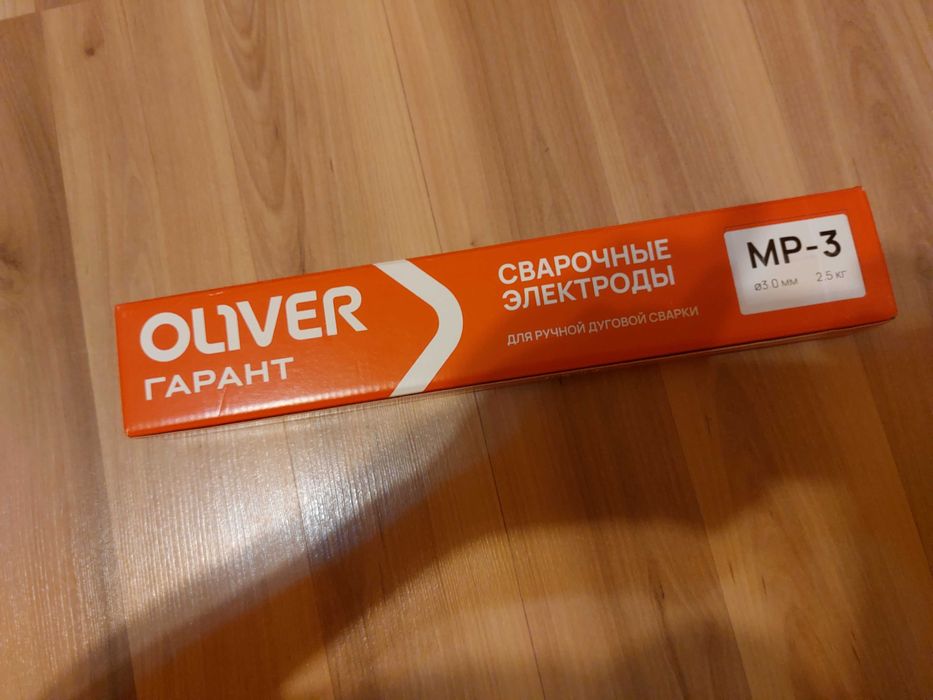 OLIVER
ГАРАНТ
СВАРОЧНЫЕ
ЭЛЕКТРОДЫ
ДЛЯ РУЧНОЙ ДУГОВОЙ СВАРКИ
МР-3
ø3.0 мм 2.5 кг